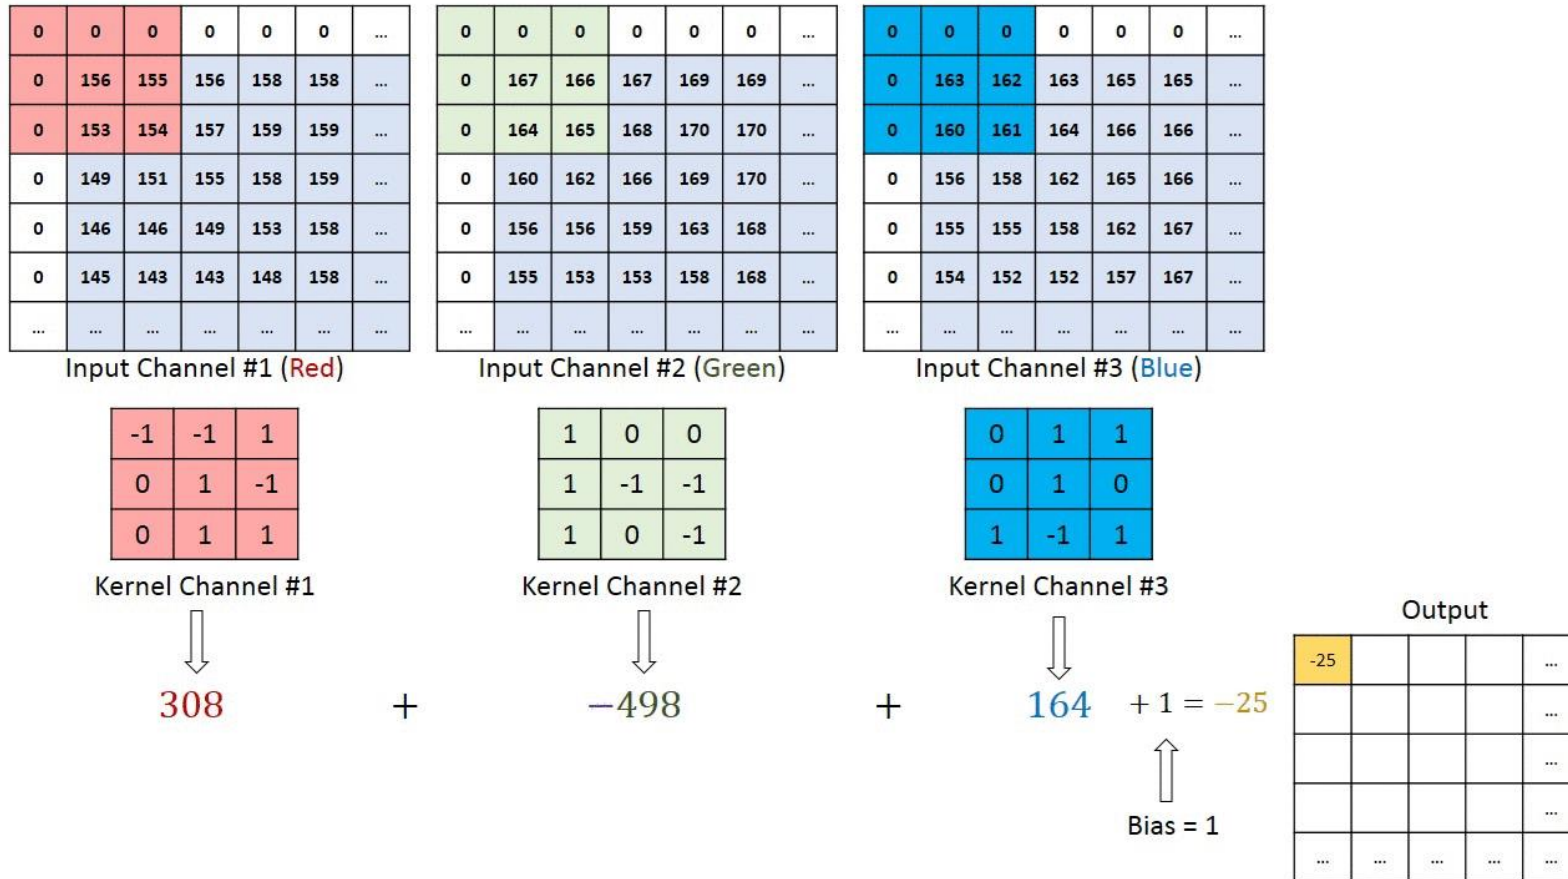 0 0 0 0 0 0 ... 0 0 0 0 0 0 ... 0 0 0 0 0 0 ...
0 156 155 156 158 158 ... 0 167 166 167 169 169 ... 0 163 162 163 165 165 ...
0 153 154 157 159 159 ... 0 164 165 168 170 170 ... 0 160 161 164 166 166 ...
0 149 151 155 158 159 ... 0 160 162 166 169 170 ... 0 156 158 162 165 166 ...
0 146 146 149 153 158 ... 0 156 156 159 163 168 ... 0 155 155 158 162 167 ...
0 145 143 143 148 158 ... 0 155 153 153 158 168 ... 0 154 152 152 157 167 ...
... ... ... ... ... ... ... ... ... ... ... ... ... ... ... ... ... ... ... ... ...
Input Channel #1 (Red) Input Channel #2 (Green) Input Channel #3 (Blue)
-1 -1 1 1 0 0 0 1 1
0 1 -1 1 -1 -1 0 1 0
0 1 1 1 0 -1 1 -1 1
Kernel Channel #1 Kernel Channel #2 Kernel Channel #3
308 + −498 + 164 + 1 = −25
Bias = 1
Output
-25 ...
...
...
...
... ... ... ... ...